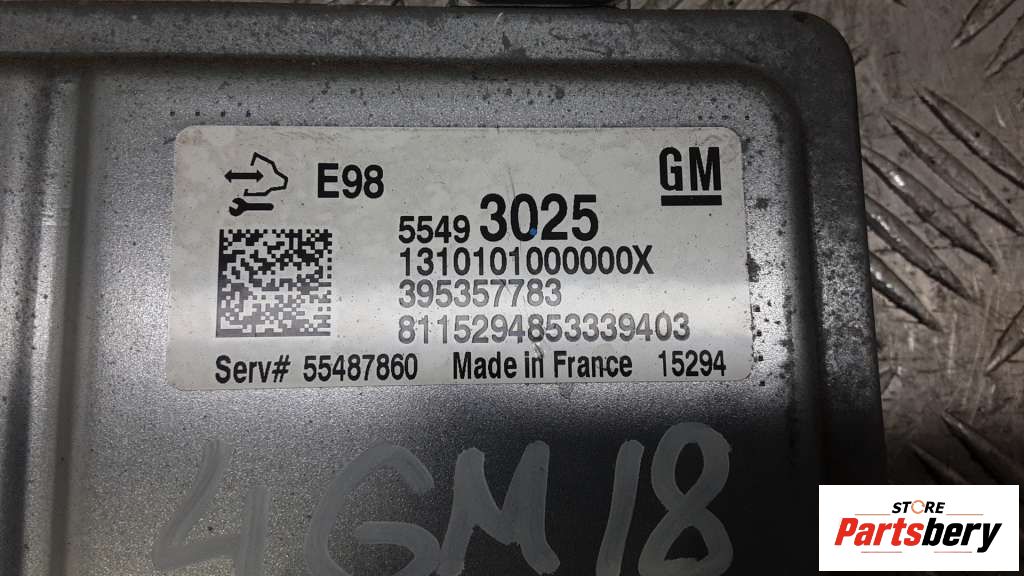 E98
GM
5549 3025
1310101000000X
395357783
8115294853339403
Serv# 55487860 Made in France 15294
4GM18
STORE
Partsbery